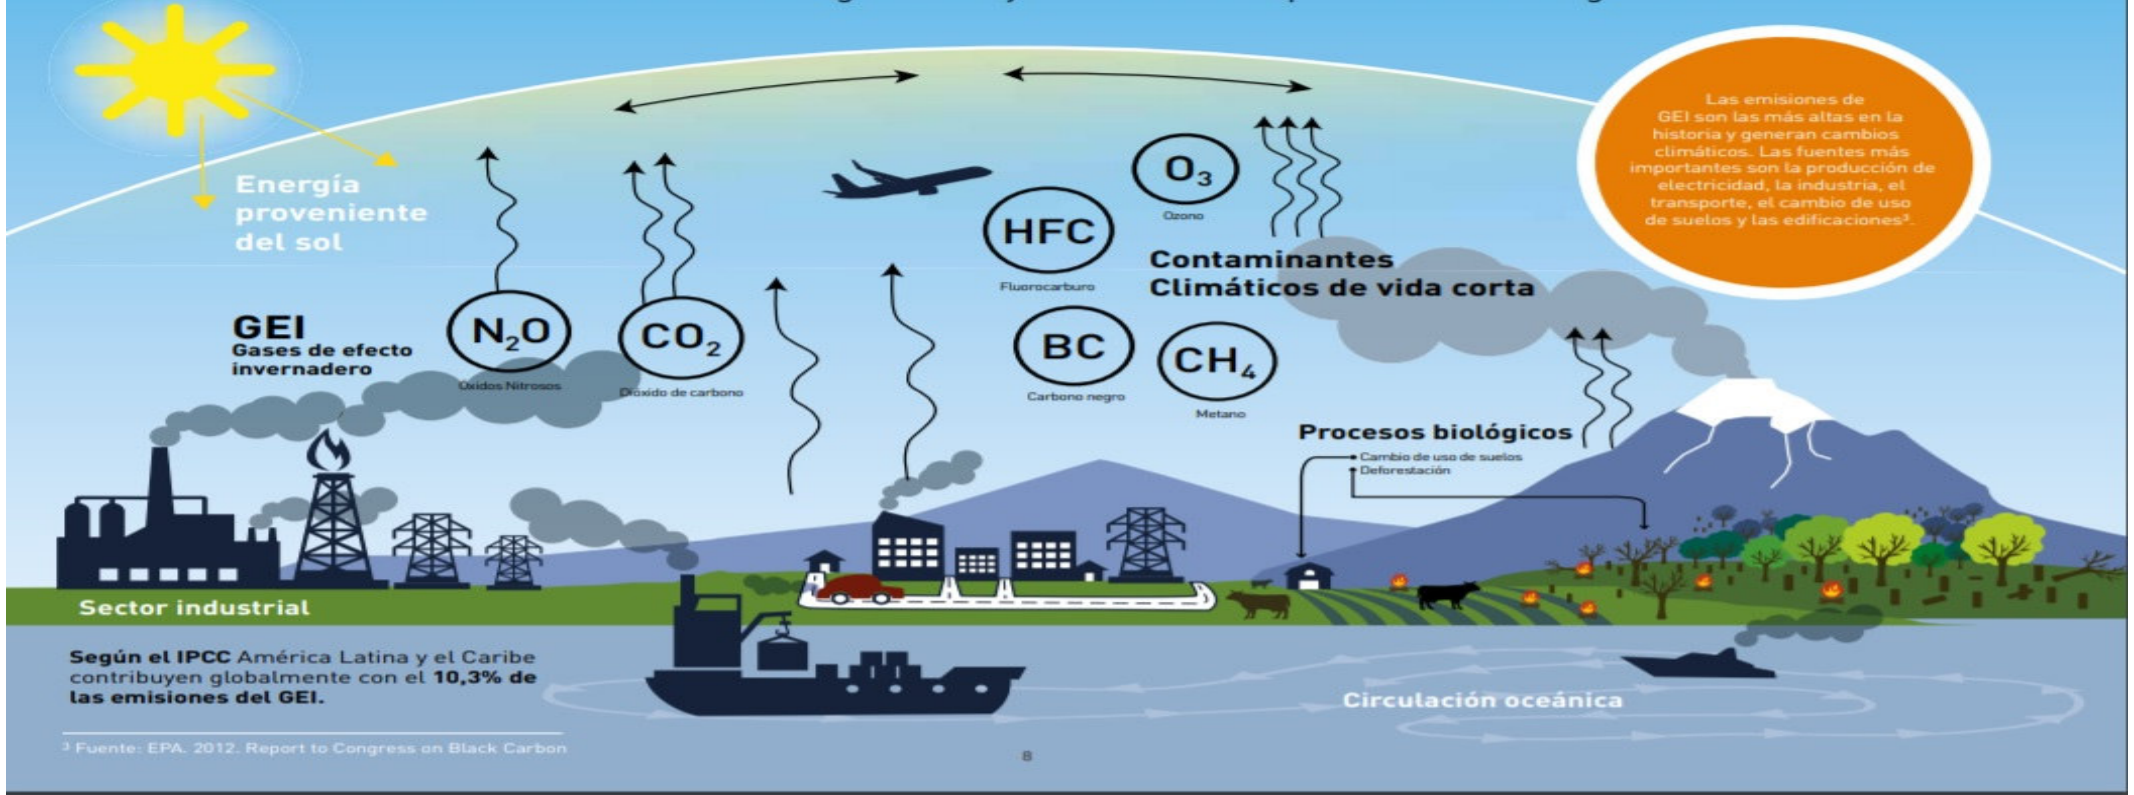 Energía
proveniente
del sol
GEI
Gases de efecto
invernadero
N₂O
Óxidos Nitrosos
CO₂
Dióxido de carbono
HFC
Fluorocarburo
O₃
Ozono
Contaminantes
Climáticos de vida corta
BC
Carbono negro
CH₄
Metano
Las emisiones de
GEI son las más altas en la
historia y generan cambios
climáticos. Las fuentes más
importantes son la producción de
electricidad, la industria, el
transporte, el cambio de uso
de suelos y las edificaciones³.
Procesos biológicos
Cambio de uso de suelos
Deforestación
Sector industrial
Según el IPCC América Latina y el Caribe
contribuyen globalmente con el 10,3% de
las emisiones del GEI.
Circulación oceánica
³ Fuente: EPA. 2012. Report to Congress on Black Carbon
8